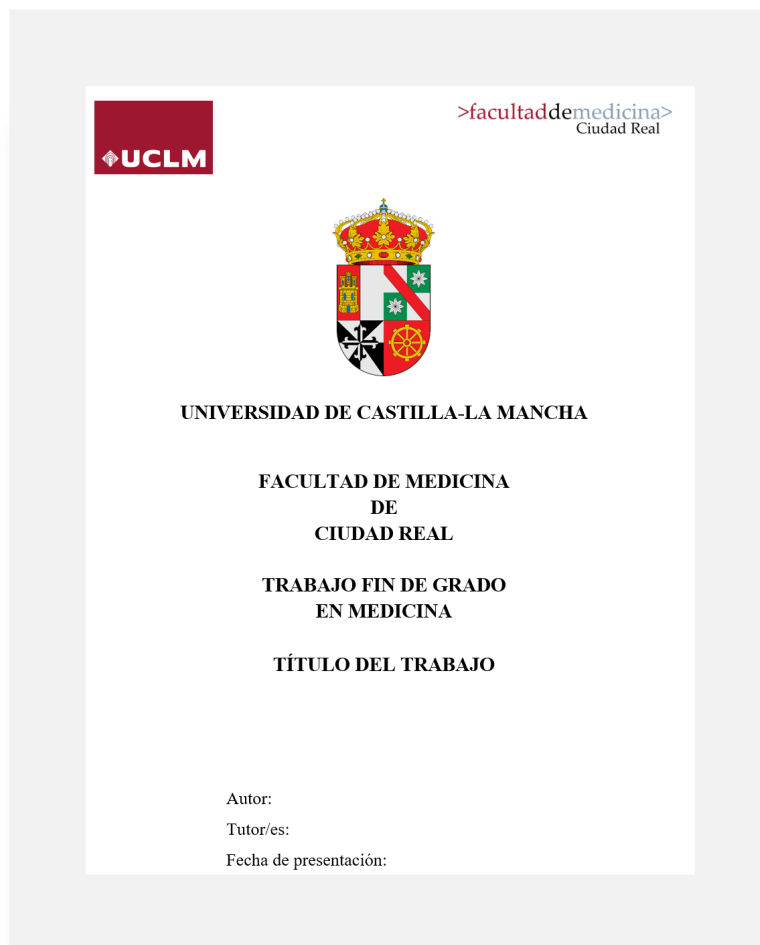 UCLM
>facultaddemedicina>
Ciudad Real
UNIVERSIDAD DE CASTILLA-LA MANCHA
FACULTAD DE MEDICINA
DE
CIUDAD REAL
TRABAJO FIN DE GRADO
EN MEDICINA
TÍTULO DEL TRABAJO
Autor:
Tutor/es:
Fecha de presentación: